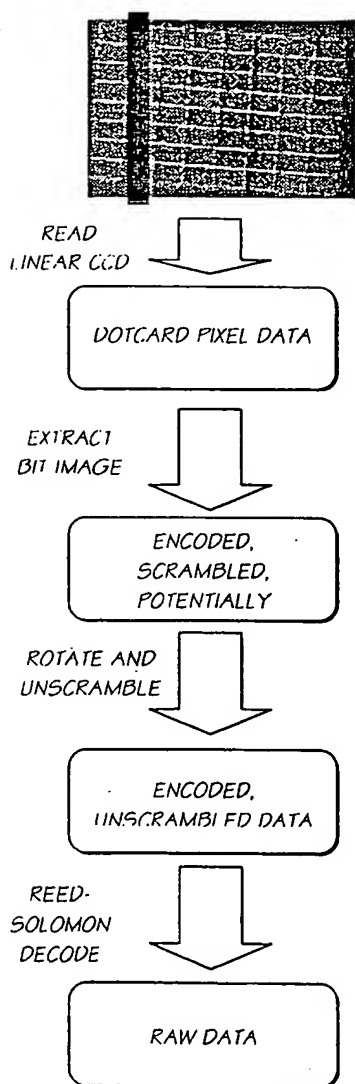 READ
LINEAR CCD
DOTCARD PIXEL DATA
EXTRACT
BIT IMAGE
ENCODED,
SCRAMBLED,
POTENTIALLY
ROTATE AND
UNSCRAMBLE
ENCODED,
UNSCRAMBLED DATA
REED-
SOLOMON
DECODE
RAW DATA